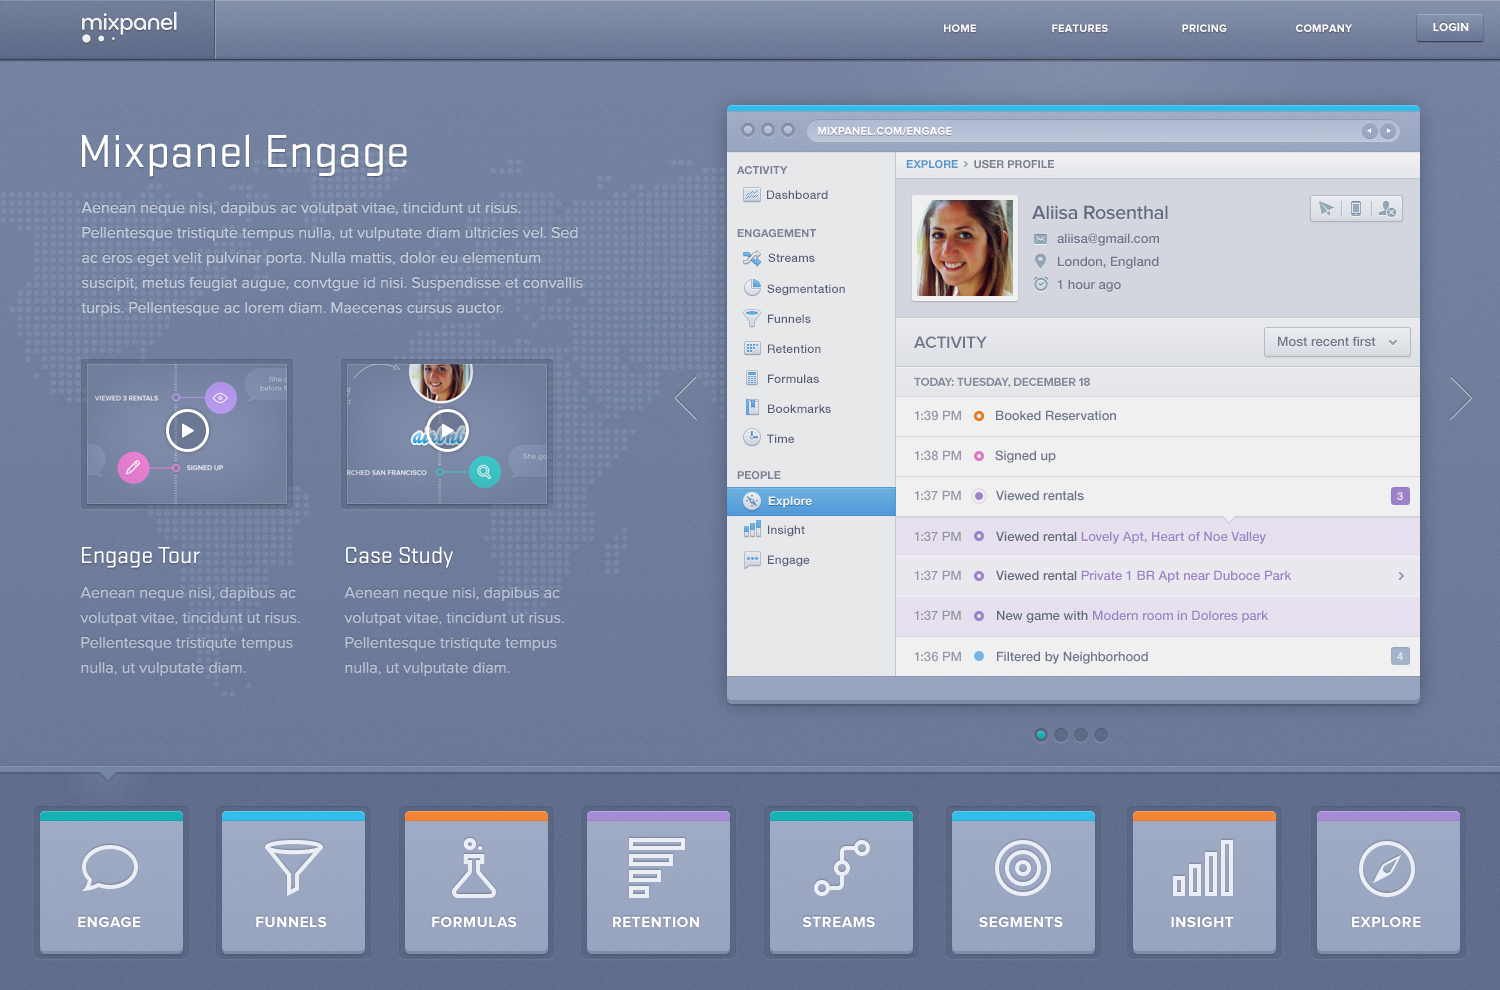 mixpanel
HOME
FEATURES
PRICING
COMPANY
LOGIN
Mixpanel Engage
Aenean neque nisi, dapibus ac volutpat vitae, tincidunt ut risus.
Pellentesque tristiqute tempus nulla, ut vulputate diam ultricies vel. Sed
ac eros eget velit pulvinar porta. Nulla mattis, dolor eu elementum
suscipit, metus feugiat augue, convtgue id nisi. Suspendisse et convallis
turpis. Pellentesque ac lorem diam. Maecenas cursus auctor.
She
before
VIEWED 3 RENTALS
SIGNED UP
airbnb
She go
RCHED SAN FRANCISCO
Engage Tour
Aenean neque nisi, dapibus ac
volutpat vitae, tincidunt ut risus.
Pellentesque tristiqute tempus
nulla, ut vulputate diam.
Case Study
Aenean neque nisi, dapibus ac
volutpat vitae, tincidunt ut risus.
Pellentesque tristiqute tempus
nulla, ut vulputate diam.
MIXPANEL.COM/ENGAGE
ACTIVITY
Dashboard
ENGAGEMENT
Streams
Segmentation
Funnels
Retention
Formulas
Bookmarks
Time
PEOPLE
Explore
Insight
Engage
EXPLORE › USER PROFILE
Aliisa Rosenthal
aliisa@gmail.com
London, England
1 hour ago
ACTIVITY
Most recent first
TODAY: TUESDAY, DECEMBER 18
1:39 PM Booked Reservation
1:38 PM Signed up
1:37 PM Viewed rentals 3
1:37 PM Viewed rental Lovely Apt, Heart of Noe Valley
1:37 PM Viewed rental Private 1 BR Apt near Duboce Park
1:37 PM New game with Modern room in Dolores park
1:36 PM Filtered by Neighborhood 4
ENGAGE
FUNNELS
FORMULAS
RETENTION
STREAMS
SEGMENTS
INSIGHT
EXPLORE